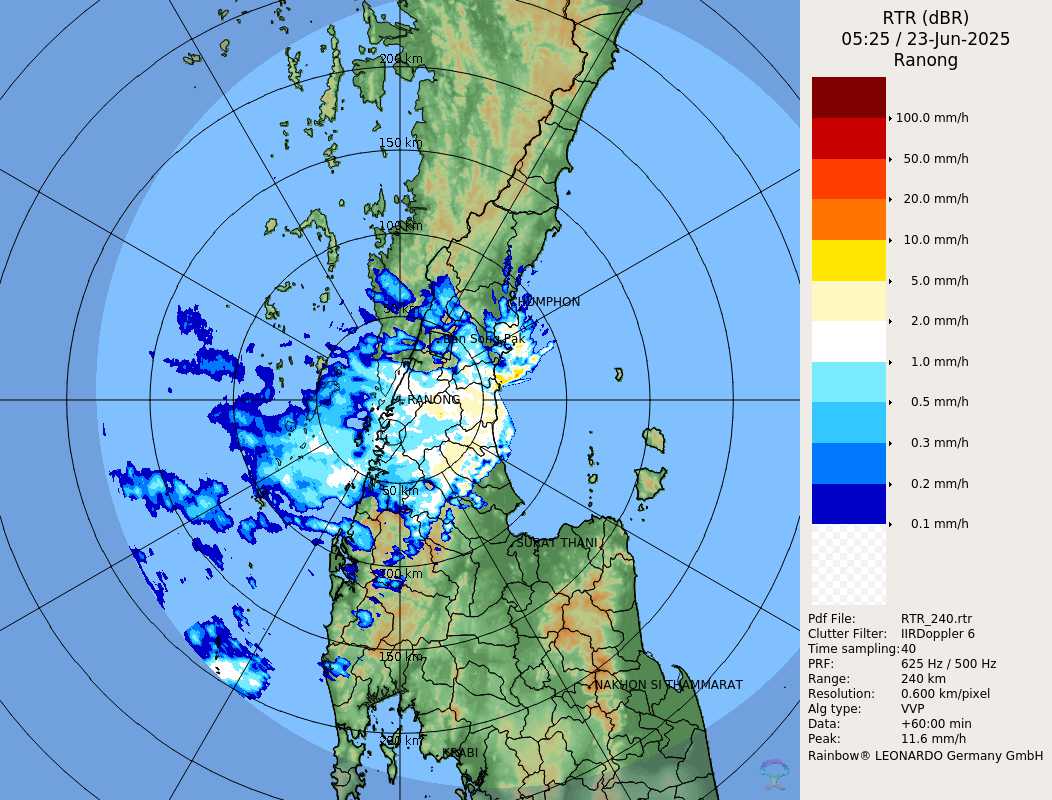 RTR (dBR)
05:25 / 23-Jun-2025
Ranong
100.0 mm/h
50.0 mm/h
20.0 mm/h
10.0 mm/h
5.0 mm/h
2.0 mm/h
1.0 mm/h
0.5 mm/h
0.3 mm/h
0.2 mm/h
0.1 mm/h
Pdf File: RTR_240.rtr
Clutter Filter: IIRDoppler 6
Time sampling:40
PRF: 625 Hz / 500 Hz
Range: 240 km
Resolution: 0.600 km/pixel
Alg type: VVP
Data: +60:00 min
Peak: 11.6 mm/h
Rainbow® LEONARDO Germany GmbH
200 km
150 km
100 km
CHUMPHON
50 km
Ban Song Pak
RANONG
50 km
SURAT THANI
100 km
150 km
NAKHON SI THAMMARAT
200 km
KRABI